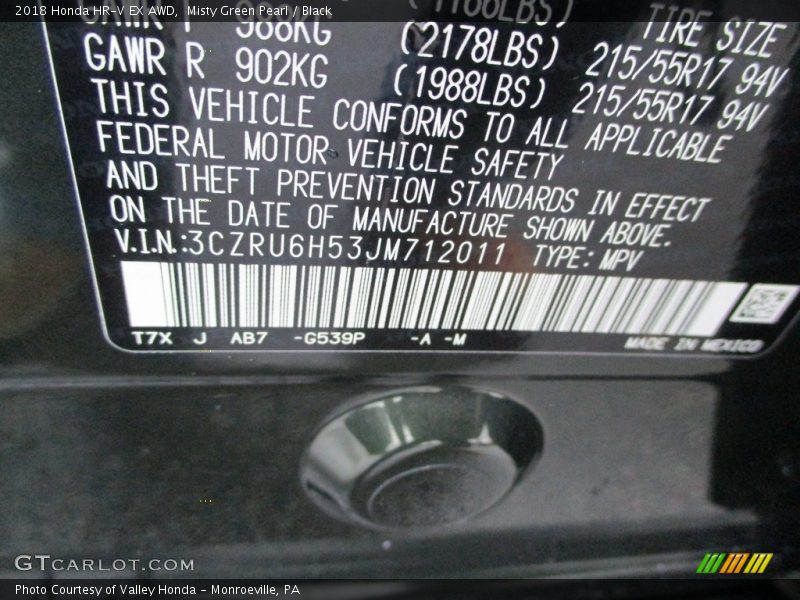 2018 Honda HR-V EX AWD, Misty Green Pearl / Black
988KG (2178LBS) TIRE SIZE
215/55R17 94V
GAWR R 902KG (1988LBS) 215/55R17 94V
THIS VEHICLE CONFORMS TO ALL APPLICABLE
FEDERAL MOTOR VEHICLE SAFETY
AND THEFT PREVENTION STANDARDS IN EFFECT
ON THE DATE OF MANUFACTURE SHOWN ABOVE.
V.I.N.:3CZRU6H53JM712011 TYPE: MPV
T7X J AB7 -G539P -A -M MADE IN MEXICO
GTCARLOT.COM
Photo Courtesy of Valley Honda - Monroeville, PA